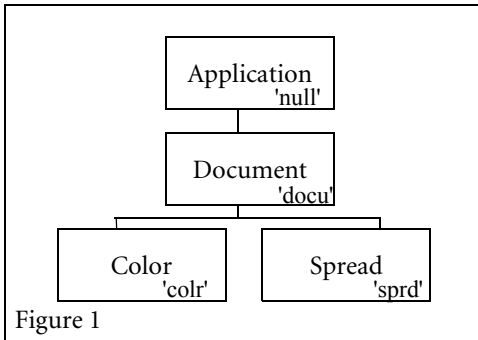 Application
'null'
Document
'docu'
Color
'colr'
Spread
'sprd'
Figure 1